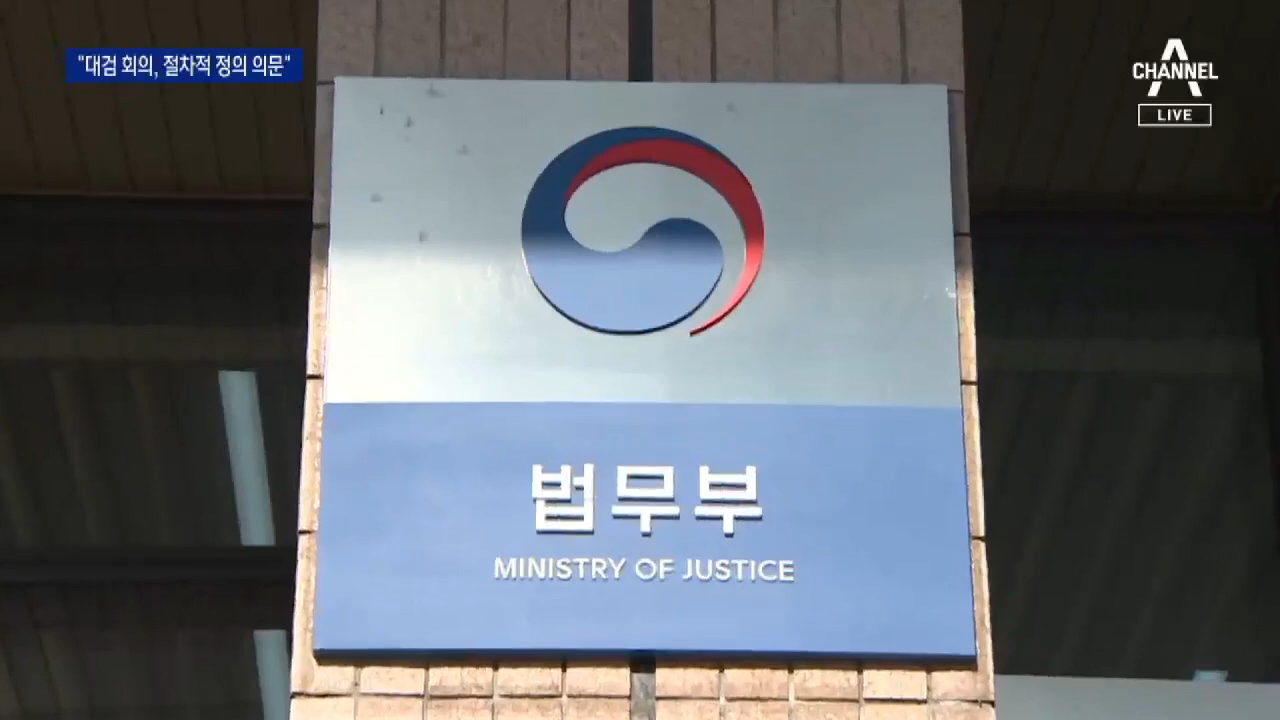 "대검 회의, 절차적 정의 의문"
CHANNEL A
LIVE
법무부
MINISTRY OF JUSTICE